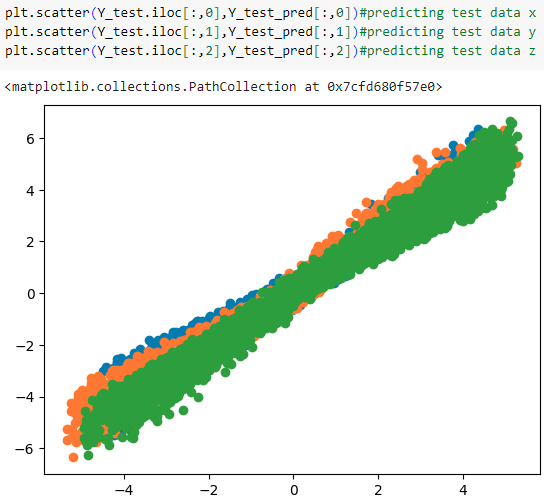 plt.scatter(Y_test.iloc[:,0],Y_test_pred[:,0])#predicting test data x
plt.scatter(Y_test.iloc[:,1],Y_test_pred[:,1])#predicting test data y
plt.scatter(Y_test.iloc[:,2],Y_test_pred[:,2])#predicting test data z
<matplotlib.collections.PathCollection at 0x7cfd680f57e0>
6
4
2
0
−2
−4
−6
−4 −2 0 2 4